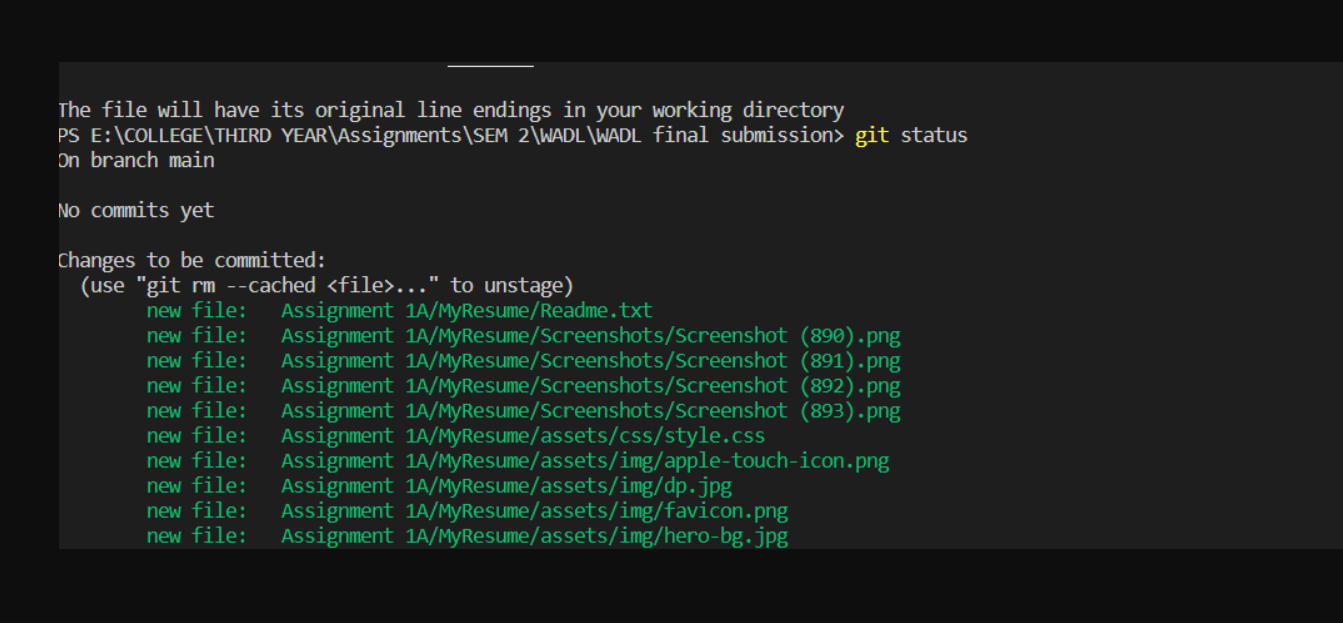 The file will have its original line endings in your working directory
PS E:\COLLEGE\THIRD YEAR\Assignments\SEM 2\WADL\WADL final submission> git status
On branch main
No commits yet
Changes to be committed:
(use "git rm --cached <file>..." to unstage)
new file: Assignment 1A/MyResume/Readme.txt
new file: Assignment 1A/MyResume/Screenshots/Screenshot (890).png
new file: Assignment 1A/MyResume/Screenshots/Screenshot (891).png
new file: Assignment 1A/MyResume/Screenshots/Screenshot (892).png
new file: Assignment 1A/MyResume/Screenshots/Screenshot (893).png
new file: Assignment 1A/MyResume/assets/css/style.css
new file: Assignment 1A/MyResume/assets/img/apple-touch-icon.png
new file: Assignment 1A/MyResume/assets/img/dp.jpg
new file: Assignment 1A/MyResume/assets/img/favicon.png
new file: Assignment 1A/MyResume/assets/img/hero-bg.jpg